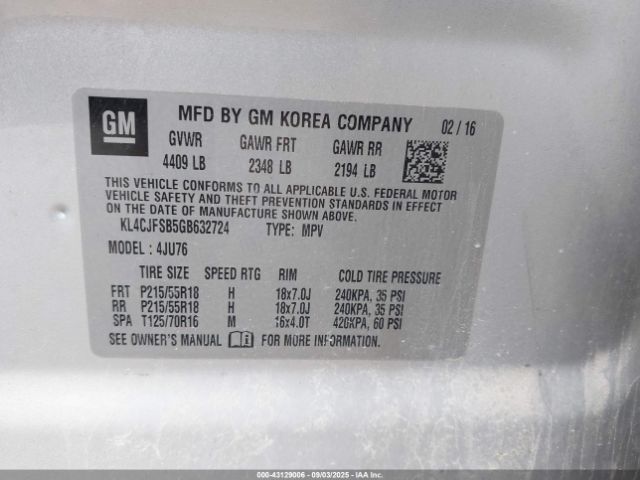 GM MFD BY GM KOREA COMPANY 02 / 16
GVWR GAWR FRT GAWR RR
4409 LB 2348 LB 2194 LB
THIS VEHICLE CONFORMS TO ALL APPLICABLE U.S. FEDERAL MOTOR
VEHICLE SAFETY AND THEFT PREVENTION STANDARDS IN EFFECT
ON THE DATE OF MANUFACTURE SHOWN ABOVE.
KL4CJFSB5GB632724 TYPE: MPV
MODEL : 4JU76
TIRE SIZE SPEED RTG RIM COLD TIRE PRESSURE
FRT P215/55R18 H 18x7.0J 240KPA, 35 PSI
RR P215/55R18 H 18x7.0J 240KPA, 35 PSI
SPA T125/70R16 M 16x4.0T 420KPA, 60 PSI
SEE OWNER'S MANUAL i FOR MORE INFORMATION.
000-43129006 - 09/03/2025 - IAA Inc.